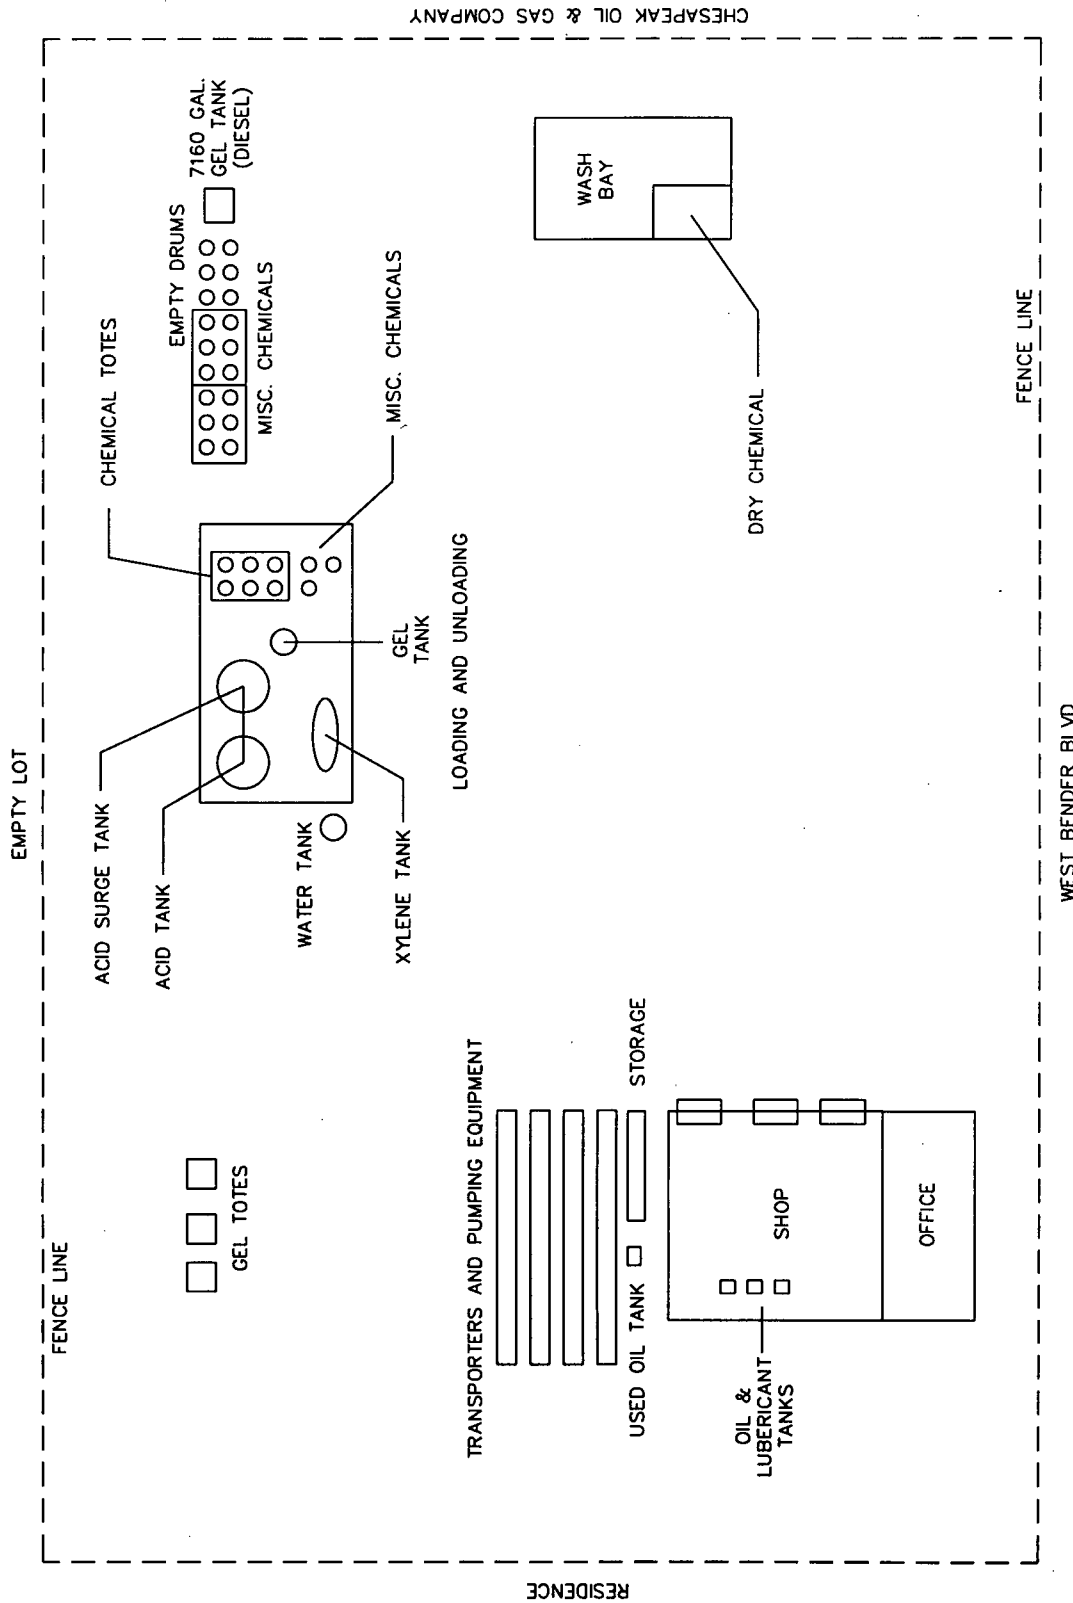 EMPTY LOT
FENCE LINE
ACID SURGE TANK
CHEMICAL TOTES
ACID TANK
EMPTY DRUMS
7160 GAL.
GEL TANK
(DIESEL)
GEL TOTES
MISC. CHEMICALS
WATER TANK
XYLENE TANK
GEL
TANK
MISC. CHEMICALS
LOADING AND UNLOADING
TRANSPORTERS AND PUMPING EQUIPMENT
USED OIL TANK
STORAGE
WASH
BAY
OIL &
LUBERICANT
TANKS
SHOP
DRY CHEMICAL
OFFICE
FENCE LINE
WEST BENDER BLVD
RESIDENCE
CHESAPEAK OIL & GAS COMPANY